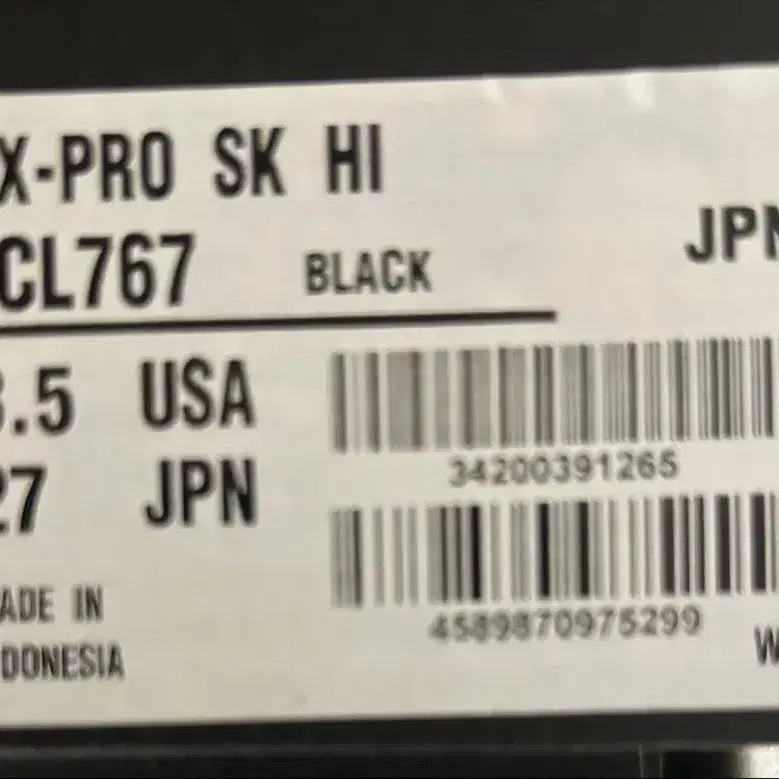 X-PRO SK HI
CL767 BLACK JPN
.5 USA
27 JPN
34200391265
4589870975299
ADE IN
DONESIA
W